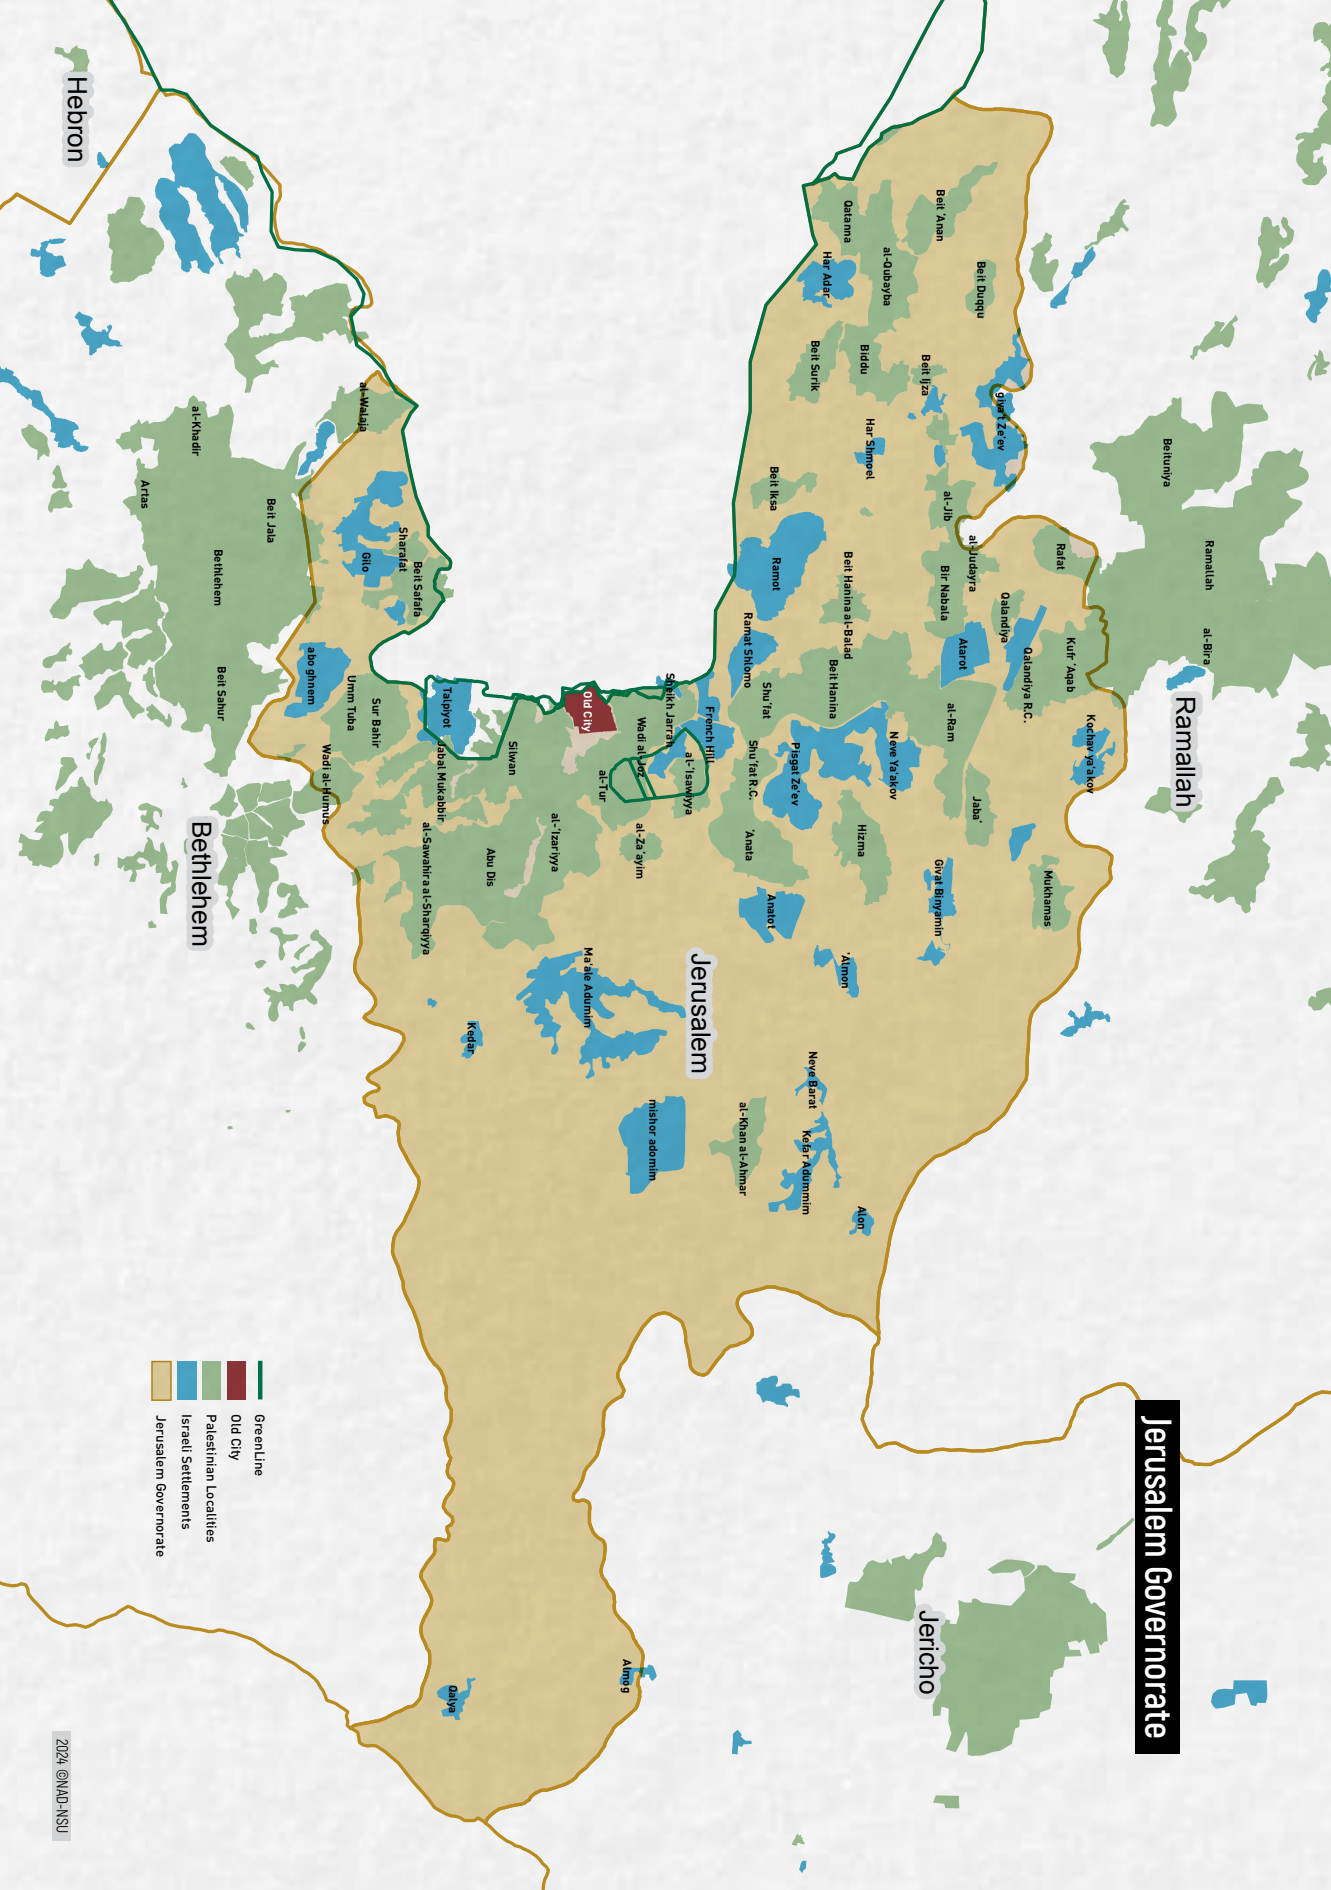 Jerusalem Governorate
Ramallah
Beituniya
Ramallah
al-Bira
Rafat
Kufr 'Aqab
Kochav ya'akov
Mukhamas
Qalandiya
Qalandiya R.C.
giva't Ze'ev
Beit Duqqu
al-Judayra
Atarot
Jaba'
Beit 'Anan
Beit Ijza
al-Jib
Bir Nabala
al-Ram
Givat Binyamin
Neve Ya'akov
al-Qubayba
Biddu
Har Shmoel
Hizma
Alon
Qatanna
Beit Hanina al-Balad
'Almon
Har Adar
Beit Surik
Beit Hanina
Neve Barat
Kefar Adummim
Beit Iksa
Ramot
Pisgat Ze'ev
Anatot
Shu'fat
Ramat Shlomo
Shu'fat R.C.
'Anata
al-Khan al-Ahmar
French Hill
Jerusalem
Sheikh Jarrah
al-'Isawiyya
Wadi al-Joz
al-Za'ayim
mishor adomim
al-Tur
Old City
Ma'ale Adumim
al-'Izariyya
Silwan
Abu Dis
Talpiyot
Jabal Mukabbir
Kedar
al-Sawahira al-Sharqiyya
Beit Safafa
Sharafat
Sur Bahir
Gilo
Umm Tuba
al-Walaja
abo ghnem
Wadi al-Humus
Almog
Qalya
Jericho
Beit Jala
Bethlehem
Beit Sahur
al-Khadir
Artas
Bethlehem
Hebron
GreenLine
Old City
Palestinian Localities
Israeli Settlements
Jerusalem Governorate
2024 ©NAD-NSU